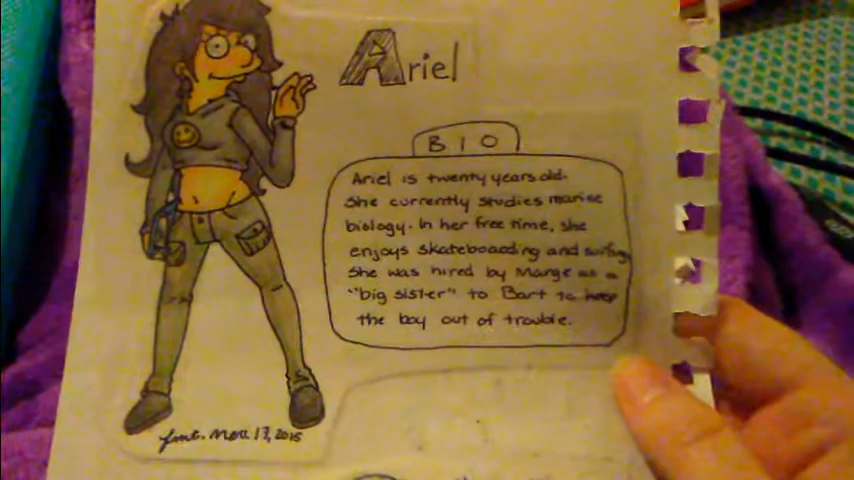 Ariel
BIO
Ariel is twenty years old.
She currently studies marine
biology. In her free time, she
enjoys skateboarding and surfing.
She was hired by Marge as a
"big sister" to Bart to keep
the boy out of trouble.
Nov. 17, 2015